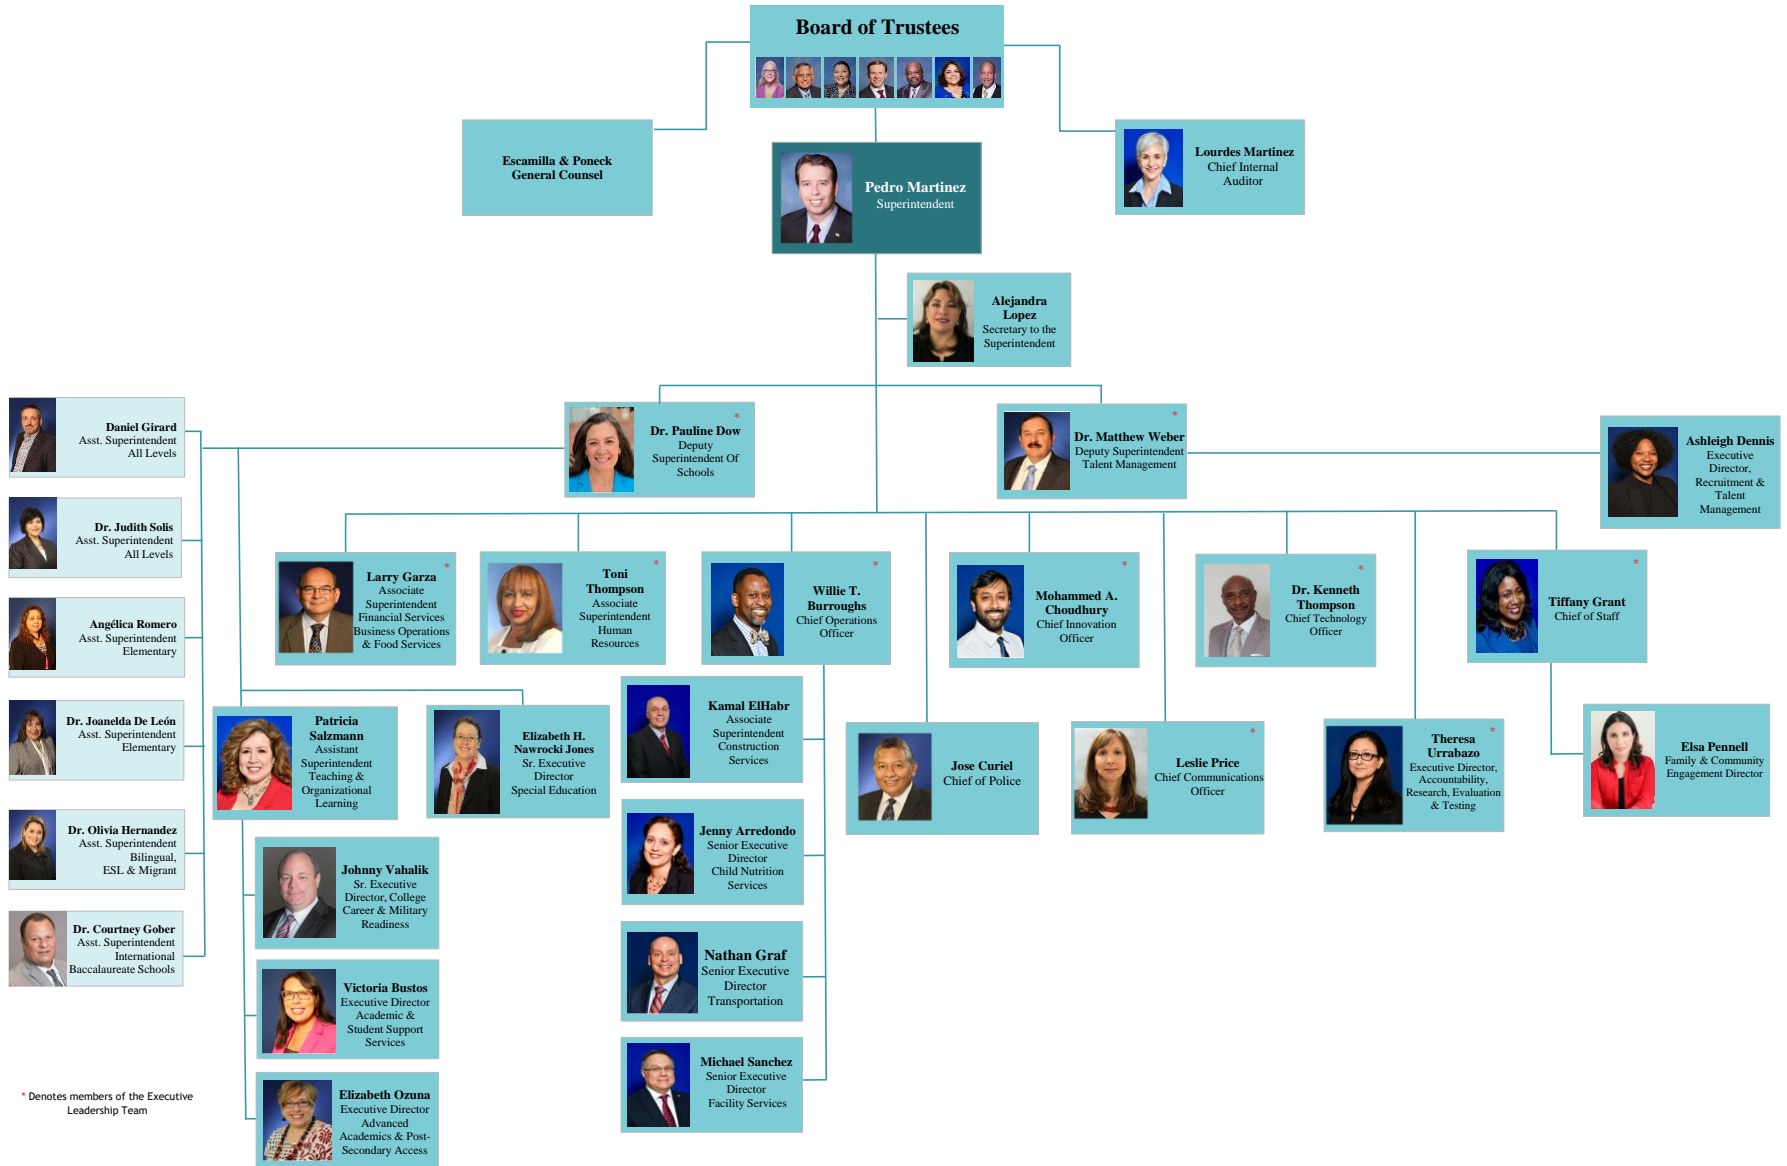 Board of Trustees
Escamilla & Poneck
General Counsel
Pedro Martinez
Superintendent
Lourdes Martinez
Chief Internal
Auditor
Alejandra
Lopez
Secretary to the
Superintendent
*
Dr. Pauline Dow
Deputy
Superintendent Of
Schools
*
Dr. Matthew Weber
Deputy Superintendent
Talent Management
Ashleigh Dennis
Executive
Director,
Recruitment &
Talent
Management
Daniel Girard
Asst. Superintendent
All Levels
Dr. Judith Solis
Asst. Superintendent
All Levels
Angélica Romero
Asst. Superintendent
Elementary
Dr. Joanelda De León
Asst. Superintendent
Elementary
Dr. Olivia Hernandez
Asst. Superintendent
Bilingual,
ESL & Migrant
Dr. Courtney Gober
Asst. Superintendent
International
Baccalaureate Schools
*
Larry Garza
Associate
Superintendent
Financial Services
Business Operations
& Food Services
*
Toni
Thompson
Associate
Superintendent
Human
Resources
*
Willie T.
Burroughs
Chief Operations
Officer
*
Mohammed A.
Choudhury
Chief Innovation
Officer
*
Dr. Kenneth
Thompson
Chief Technology
Officer
*
Tiffany Grant
Chief of Staff
Patricia
Salzmann
Assistant
Superintendent
Teaching &
Organizational
Learning
Elizabeth H.
Nawrocki Jones
Sr. Executive
Director
Special Education
Kamal ElHabr
Associate
Superintendent
Construction
Services
Jose Curiel
Chief of Police
*
Leslie Price
Chief Communications
Officer
*
Theresa
Urrabazo
Executive Director,
Accountability,
Research, Evaluation
& Testing
Elsa Pennell
Family & Community
Engagement Director
Johnny Vahalik
Sr. Executive
Director, College
Career & Military
Readiness
Jenny Arredondo
Senior Executive
Director
Child Nutrition
Services
Victoria Bustos
Executive Director
Academic &
Student Support
Services
Nathan Graf
Senior Executive
Director
Transportation
Elizabeth Ozuna
Executive Director
Advanced
Academics & Post-
Secondary Access
Michael Sanchez
Senior Executive
Director
Facility Services
* Denotes members of the Executive
Leadership Team